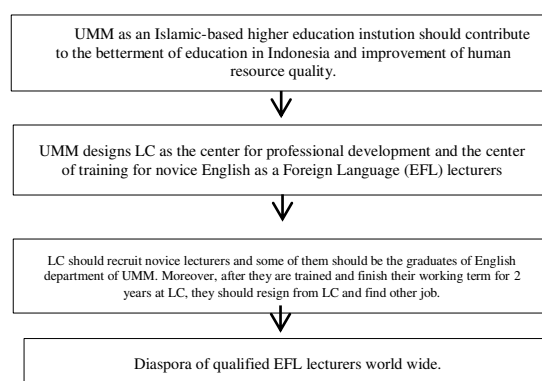 UMM as an Islamic-based higher education instution should contribute
to the betterment of education in Indonesia and improvement of human
resource quality.
UMM designs LC as the center for professional development and the center
of training for novice English as a Foreign Language (EFL) lecturers
LC should recruit novice lecturers and some of them should be the graduates of English
department of UMM. Moreover, after they are trained and finish their working term for 2
years at LC, they should resign from LC and find other job.
Diaspora of qualified EFL lecturers world wide.